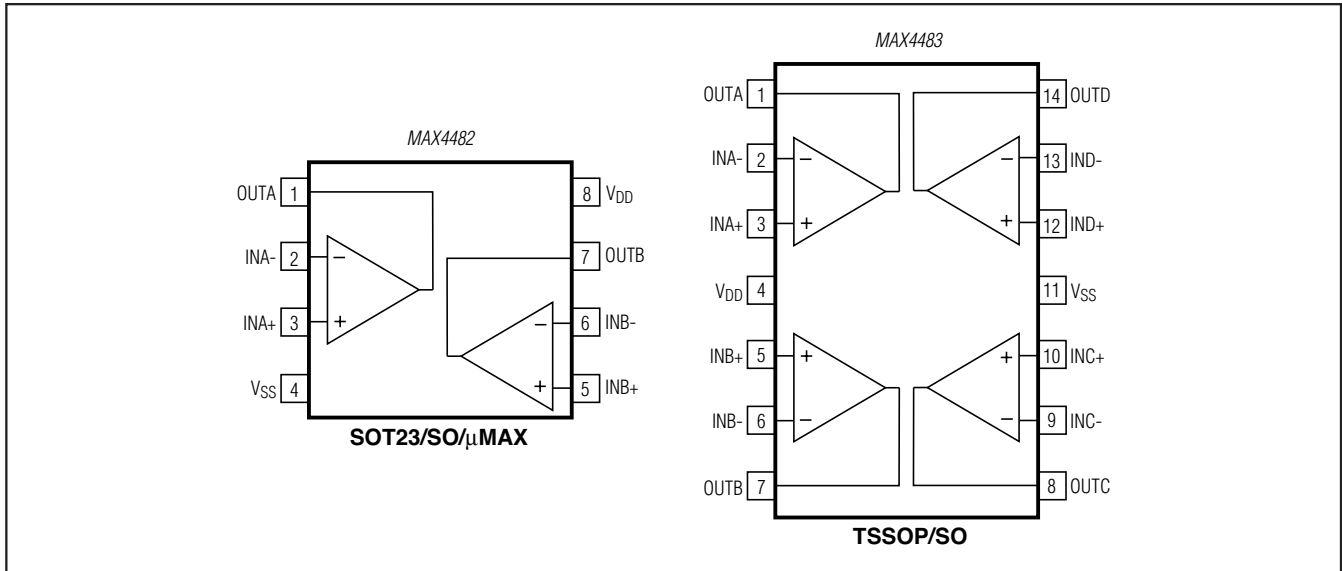 MAX4482
OUTA 1
8 VDD
INA- 2
−
7 OUTB
INA+ 3
+
−
6 INB-
VSS 4
+
5 INB+
SOT23/SO/µMAX
MAX4483
OUTA 1
14 OUTD
INA- 2
−
−
13 IND-
INA+ 3
+
+
12 IND+
VDD 4
11 VSS
INB+ 5
+
+
10 INC+
INB- 6
−
−
9 INC-
OUTB 7
8 OUTC
TSSOP/SO